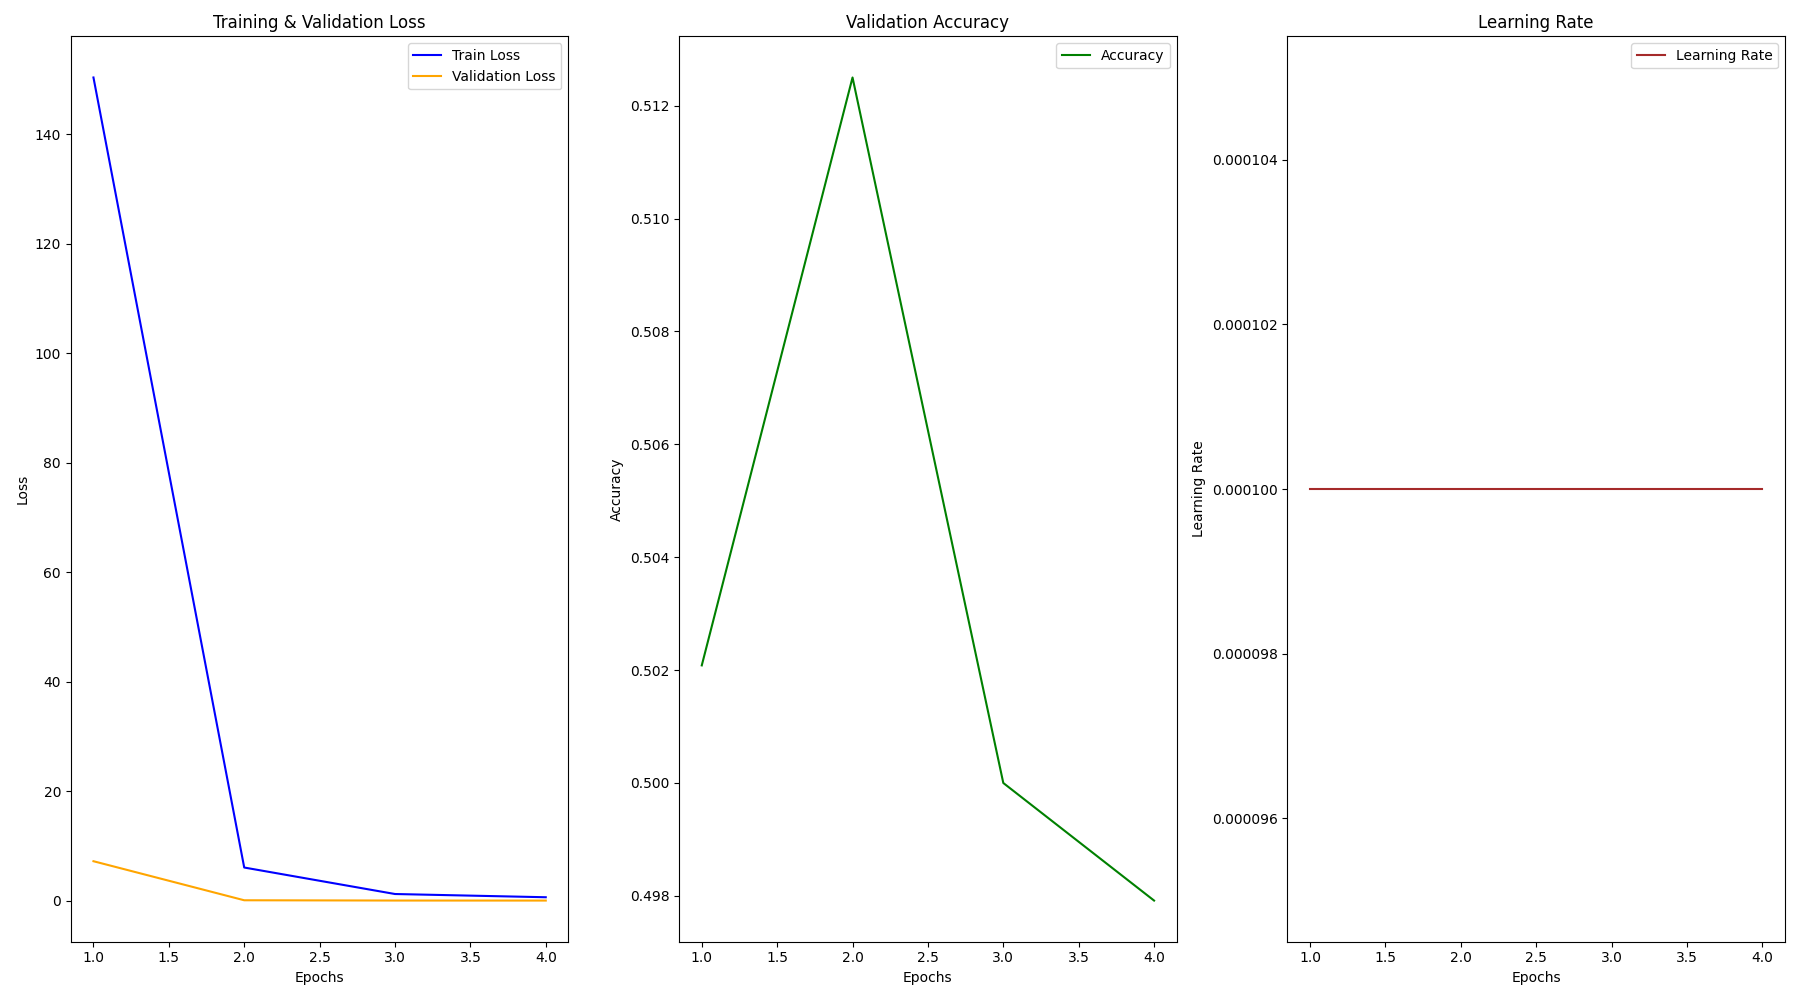 Training & Validation Loss
Train Loss
Validation Loss
140
120
100
80
60
40
20
0
Loss
1.0 1.5 2.0 2.5 3.0 3.5 4.0
Epochs
Validation Accuracy
Accuracy
0.512
0.510
0.508
0.506
0.504
0.502
0.500
0.498
Accuracy
1.0 1.5 2.0 2.5 3.0 3.5 4.0
Epochs
Learning Rate
Learning Rate
0.000104
0.000102
0.000100
0.000098
0.000096
Learning Rate
1.0 1.5 2.0 2.5 3.0 3.5 4.0
Epochs